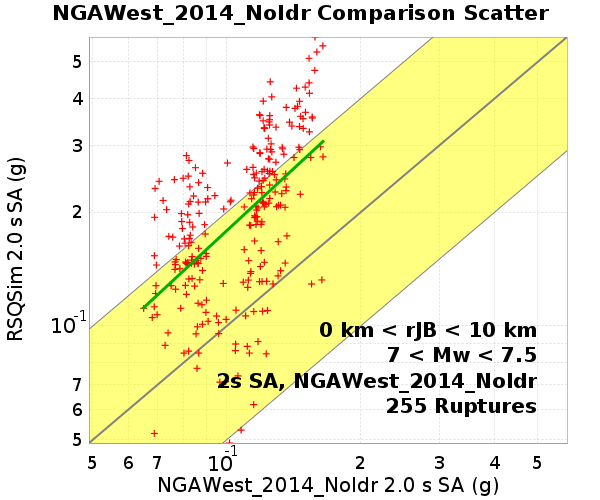 NGAWest_2014_NoIdr Comparison Scatter
RSQSim 2.0 s SA (g)
5
4
3
2
10-1
7
6
5
0 km < rJB < 10 km
7 < Mw < 7.5
2s SA, NGAWest_2014_NoIdr
255 Ruptures
5 6 7 10-1 2 3 4 5
NGAWest_2014_NoIdr 2.0 s SA (g)